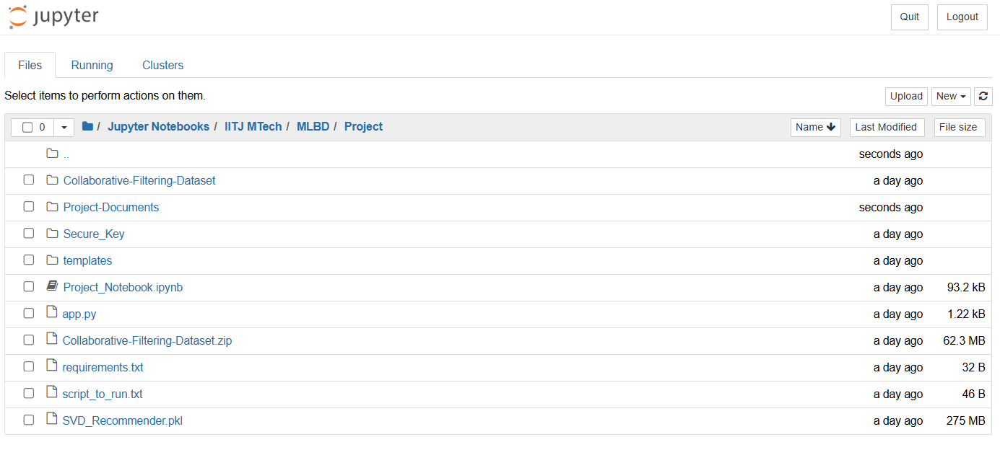 jupyter Quit Logout
Files Running Clusters
Select items to perform actions on them. Upload New
0 / Jupyter Notebooks / IITJ MTech / MLBD / Project Name Last Modified File size
.. seconds ago
Collaborative-Filtering-Dataset a day ago
Project-Documents seconds ago
Secure_Key a day ago
templates a day ago
Project_Notebook.ipynb a day ago 93.2 kB
app.py a day ago 1.22 kB
Collaborative-Filtering-Dataset.zip a day ago 62.3 MB
requirements.txt a day ago 32 B
script_to_run.txt a day ago 46 B
SVD_Recommender.pkl a day ago 275 MB